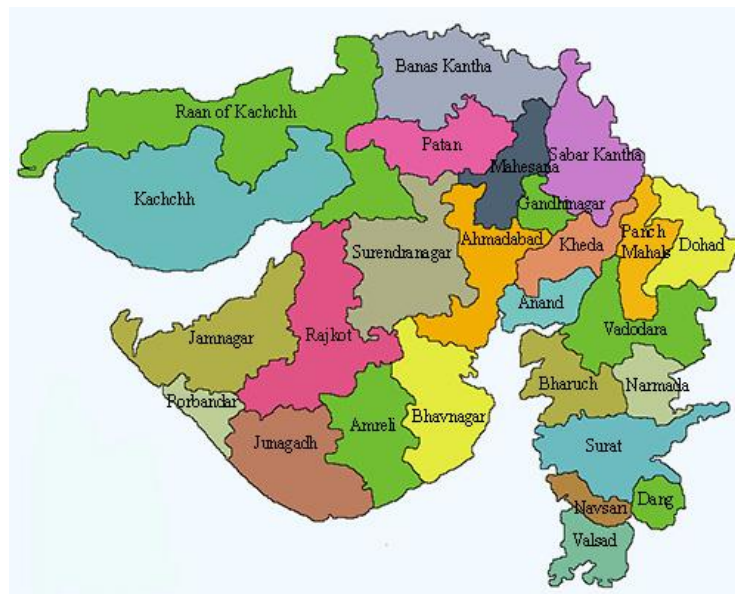 Banas Kantha
Raan of Kachchh
Patan
Mahesana
Sabar Kantha
Kachchh
Gandhinagar
Ahmadabad
Panch
Mahals
Kheda
Dohad
Surendranagar
Anand
Jamnagar
Rajkot
Vadodara
Bharuch
Narmada
Porbandar
Bhavnagar
Amreli
Junagadh
Surat
Dang
Navsari
Valsad